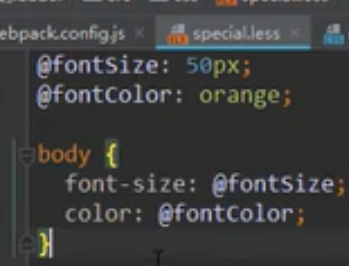 ebpack.config.js × special.less ×
@fontSize: 50px;
@fontColor: orange;
body {
font-size: @fontSize;
color: @fontColor;
}